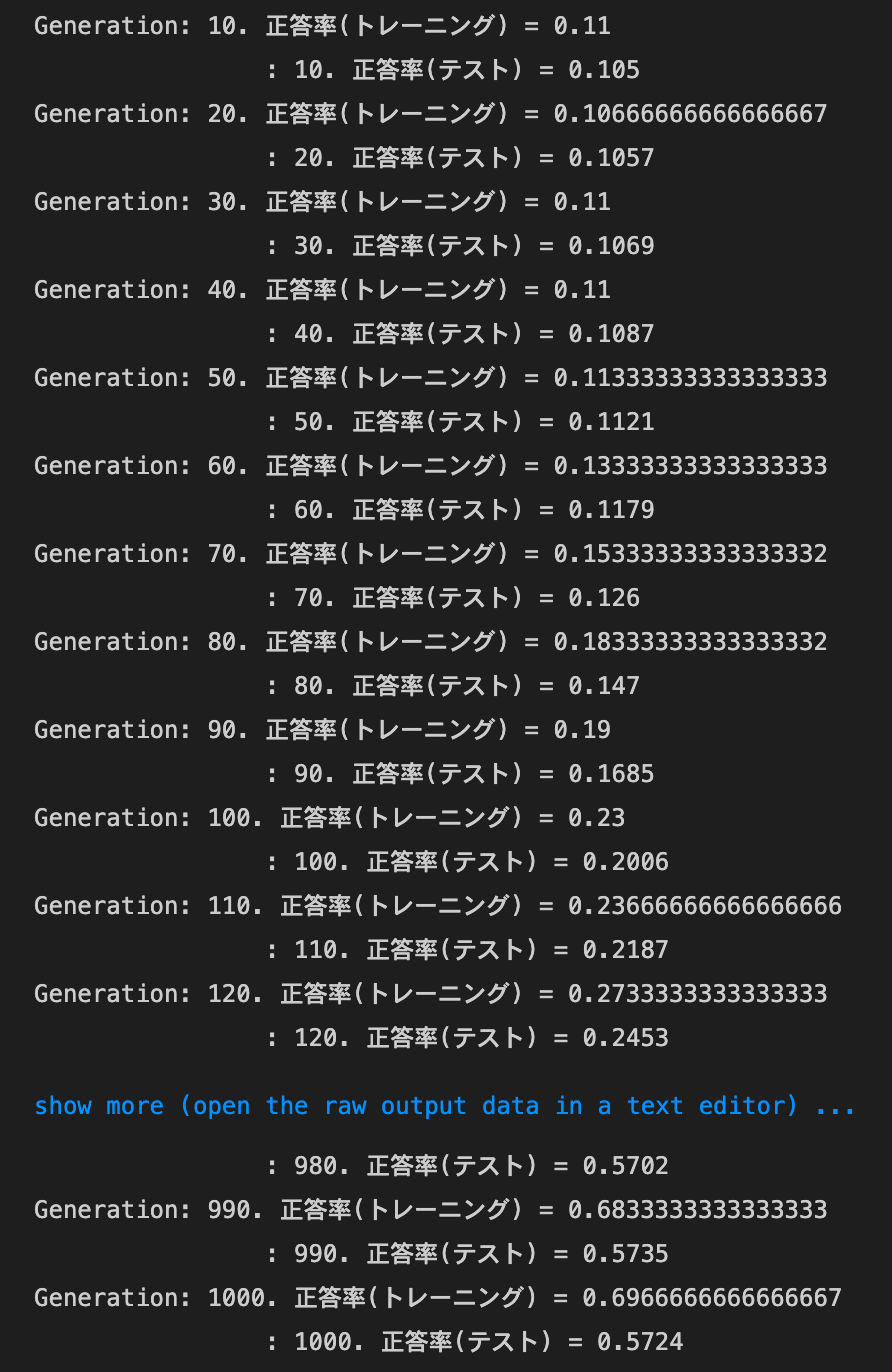 Generation: 10. 正答率(トレーニング) = 0.11
: 10. 正答率(テスト) = 0.105
Generation: 20. 正答率(トレーニング) = 0.10666666666666667
: 20. 正答率(テスト) = 0.1057
Generation: 30. 正答率(トレーニング) = 0.11
: 30. 正答率(テスト) = 0.1069
Generation: 40. 正答率(トレーニング) = 0.11
: 40. 正答率(テスト) = 0.1087
Generation: 50. 正答率(トレーニング) = 0.11333333333333333
: 50. 正答率(テスト) = 0.1121
Generation: 60. 正答率(トレーニング) = 0.13333333333333333
: 60. 正答率(テスト) = 0.1179
Generation: 70. 正答率(トレーニング) = 0.15333333333333332
: 70. 正答率(テスト) = 0.126
Generation: 80. 正答率(トレーニング) = 0.18333333333333332
: 80. 正答率(テスト) = 0.147
Generation: 90. 正答率(トレーニング) = 0.19
: 90. 正答率(テスト) = 0.1685
Generation: 100. 正答率(トレーニング) = 0.23
: 100. 正答率(テスト) = 0.2006
Generation: 110. 正答率(トレーニング) = 0.23666666666666666
: 110. 正答率(テスト) = 0.2187
Generation: 120. 正答率(トレーニング) = 0.2733333333333333
: 120. 正答率(テスト) = 0.2453
show more (open the raw output data in a text editor) ...
: 980. 正答率(テスト) = 0.5702
Generation: 990. 正答率(トレーニング) = 0.6833333333333333
: 990. 正答率(テスト) = 0.5735
Generation: 1000. 正答率(トレーニング) = 0.6966666666666667
: 1000. 正答率(テスト) = 0.5724